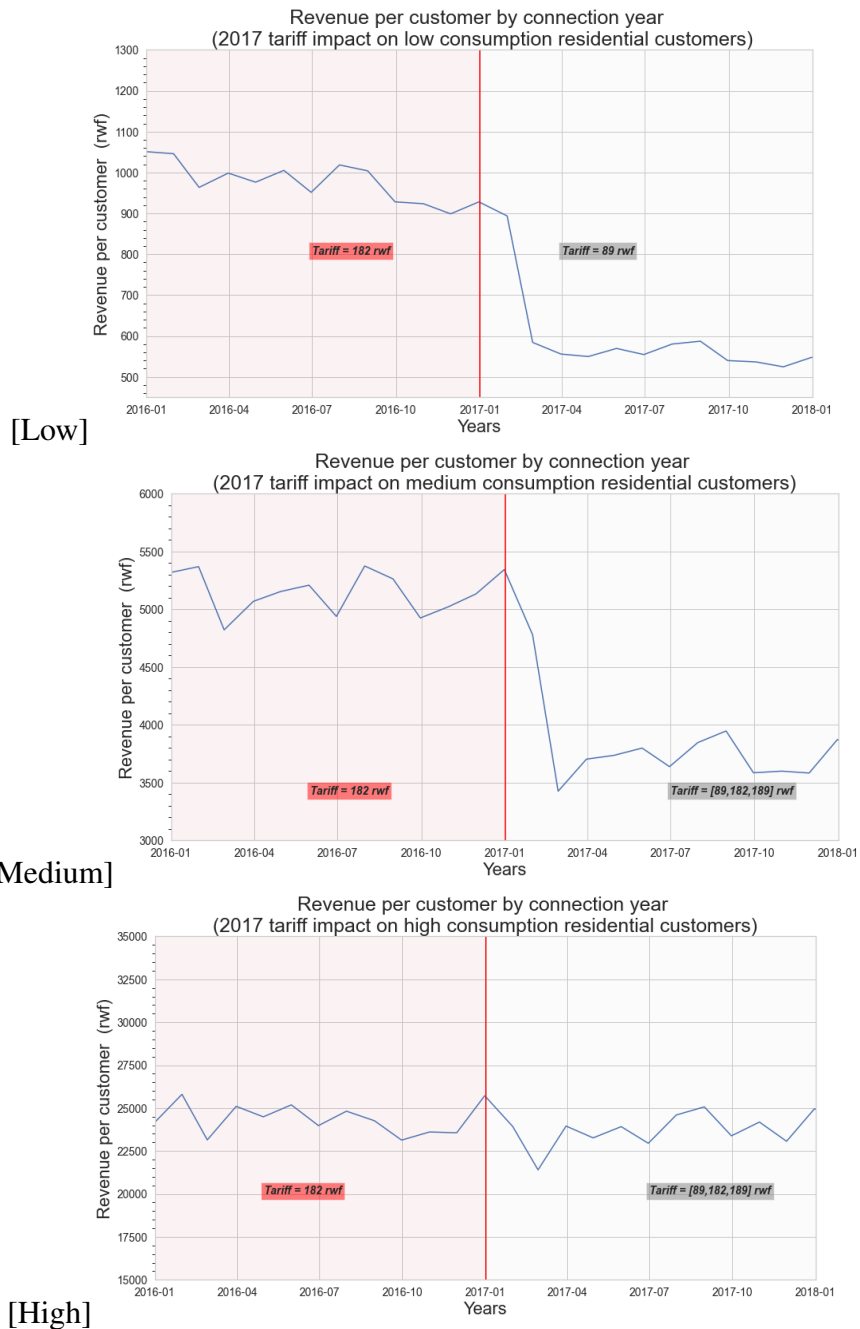 Revenue per customer by connection year
(2017 tariff impact on low consumption residential customers)
1300
1200
1100
1000
900
800
700
600
500
Revenue per customer (rwf)
Tariff = 182 rwf
Tariff = 89 rwf
2016-01 2016-04 2016-07 2016-10 2017-01 2017-04 2017-07 2017-10 2018-01
Years
[Low]
Revenue per customer by connection year
(2017 tariff impact on medium consumption residential customers)
6000
5500
5000
4500
4000
3500
3000
Revenue per customer (rwf)
Tariff = 182 rwf
Tariff = [89,182,189] rwf
2016-01 2016-04 2016-07 2016-10 2017-01 2017-04 2017-07 2017-10 2018-01
Years
Medium]
Revenue per customer by connection year
(2017 tariff impact on high consumption residential customers)
35000
32500
30000
27500
25000
22500
20000
17500
15000
Revenue per customer (rwf)
Tariff = 182 rwf
Tariff = [89,182,189] rwf
2016-01 2016-04 2016-07 2016-10 2017-01 2017-04 2017-07 2017-10 2018-01
Years
[High]